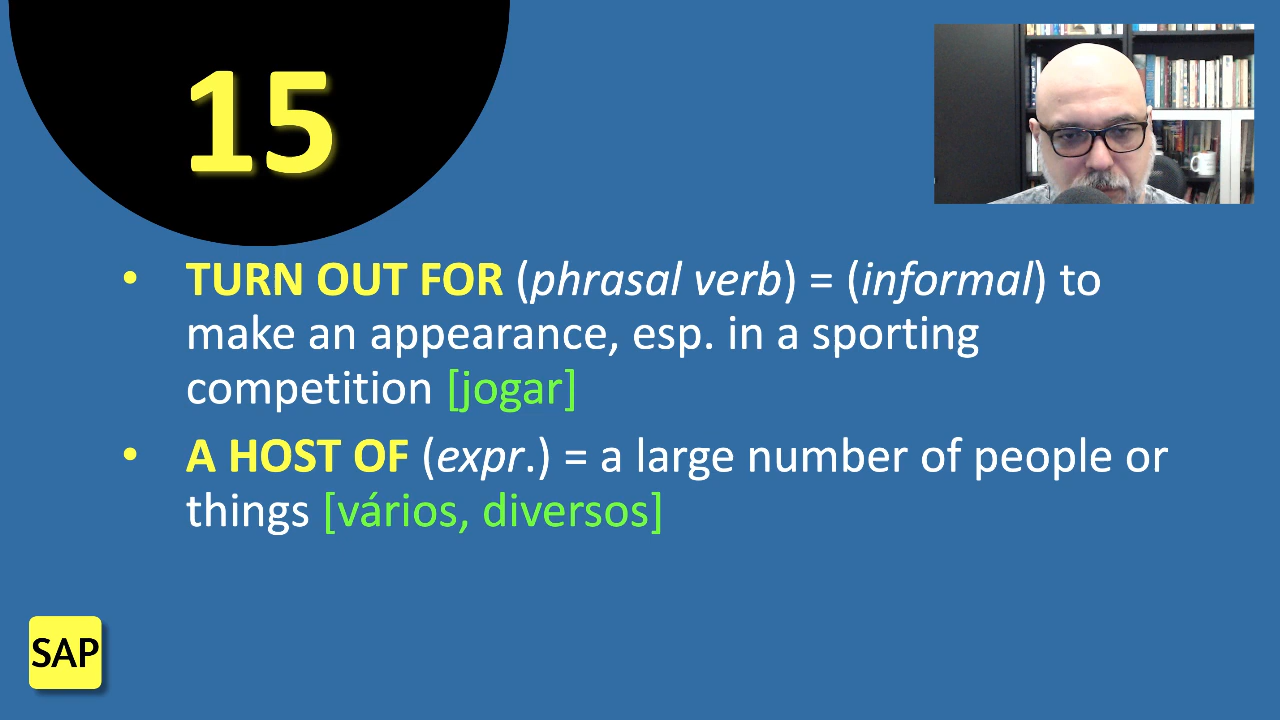 15
• TURN OUT FOR (phrasal verb) = (informal) to
make an appearance, esp. in a sporting
competition [jogar]
• A HOST OF (expr.) = a large number of people or
things [vários, diversos]
SAP